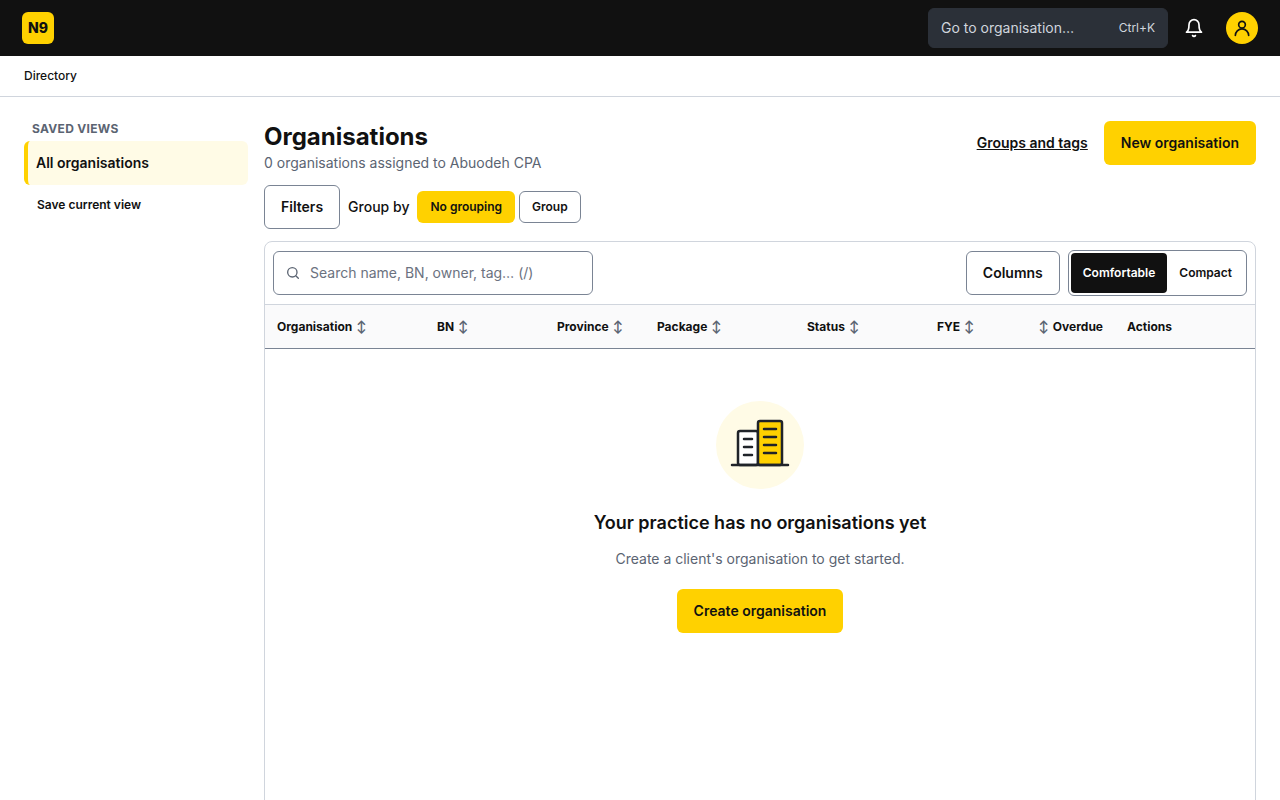 N9
Go to organisation... Ctrl+K
Directory
SAVED VIEWS
All organisations
Save current view
Organisations
0 organisations assigned to Abuodeh CPA
Groups and tags
New organisation
Filters Group by No grouping Group
Search name, BN, owner, tag... (/)
Columns Comfortable Compact
Organisation BN Province Package Status FYE Overdue Actions
Your practice has no organisations yet
Create a client's organisation to get started.
Create organisation